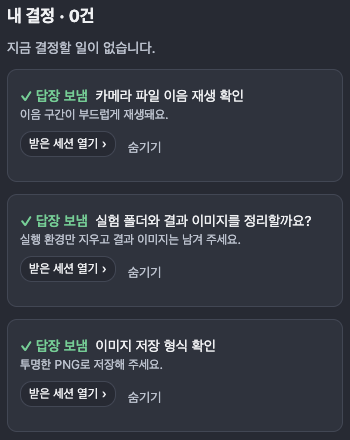 내 결정 · 0건
지금 결정할 일이 없습니다.
✓ 답장 보냄 카메라 파일 이음 재생 확인
이음 구간이 부드럽게 재생돼요.
받은 세션 열기 › 숨기기
✓ 답장 보냄 실험 폴더와 결과 이미지를 정리할까요?
실행 환경만 지우고 결과 이미지는 남겨 주세요.
받은 세션 열기 › 숨기기
✓ 답장 보냄 이미지 저장 형식 확인
투명한 PNG로 저장해 주세요.
받은 세션 열기 › 숨기기